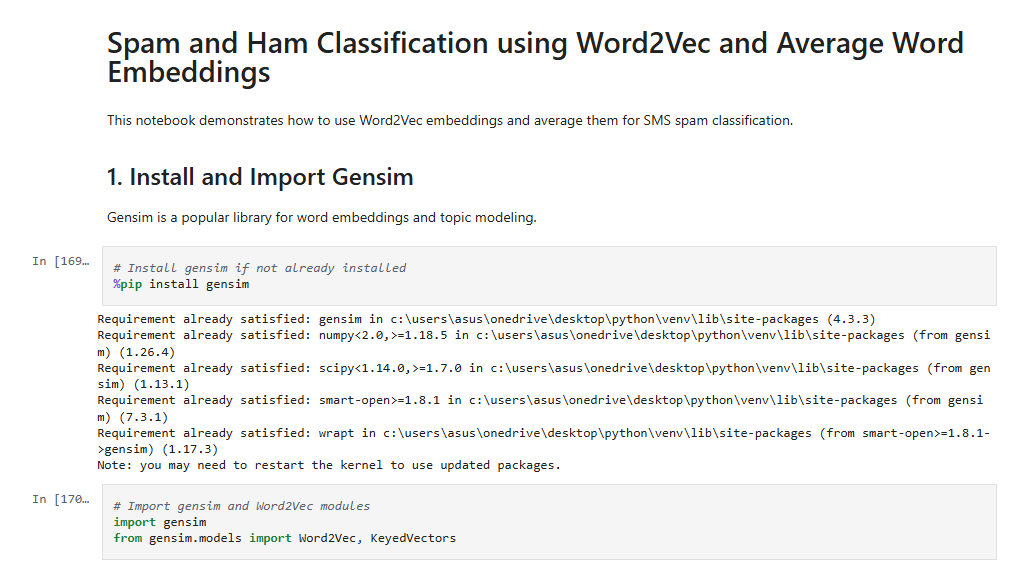 Spam and Ham Classification using Word2Vec and Average Word
Embeddings
This notebook demonstrates how to use Word2Vec embeddings and average them for SMS spam classification.
1. Install and Import Gensim
Gensim is a popular library for word embeddings and topic modeling.
In [169…
# Install gensim if not already installed
%pip install gensim
Requirement already satisfied: gensim in c:\users\asus\onedrive\desktop\python\venv\lib\site-packages (4.3.3)
Requirement already satisfied: numpy<2.0,>=1.18.5 in c:\users\asus\onedrive\desktop\python\venv\lib\site-packages (from gensi
m) (1.26.4)
Requirement already satisfied: scipy<1.14.0,>=1.7.0 in c:\users\asus\onedrive\desktop\python\venv\lib\site-packages (from gen
sim) (1.13.1)
Requirement already satisfied: smart-open>=1.8.1 in c:\users\asus\onedrive\desktop\python\venv\lib\site-packages (from gensi
m) (7.3.1)
Requirement already satisfied: wrapt in c:\users\asus\onedrive\desktop\python\venv\lib\site-packages (from smart-open>=1.8.1-
>gensim) (1.17.3)
Note: you may need to restart the kernel to use updated packages.
In [170…
# Import gensim and Word2Vec modules
import gensim
from gensim.models import Word2Vec, KeyedVectors